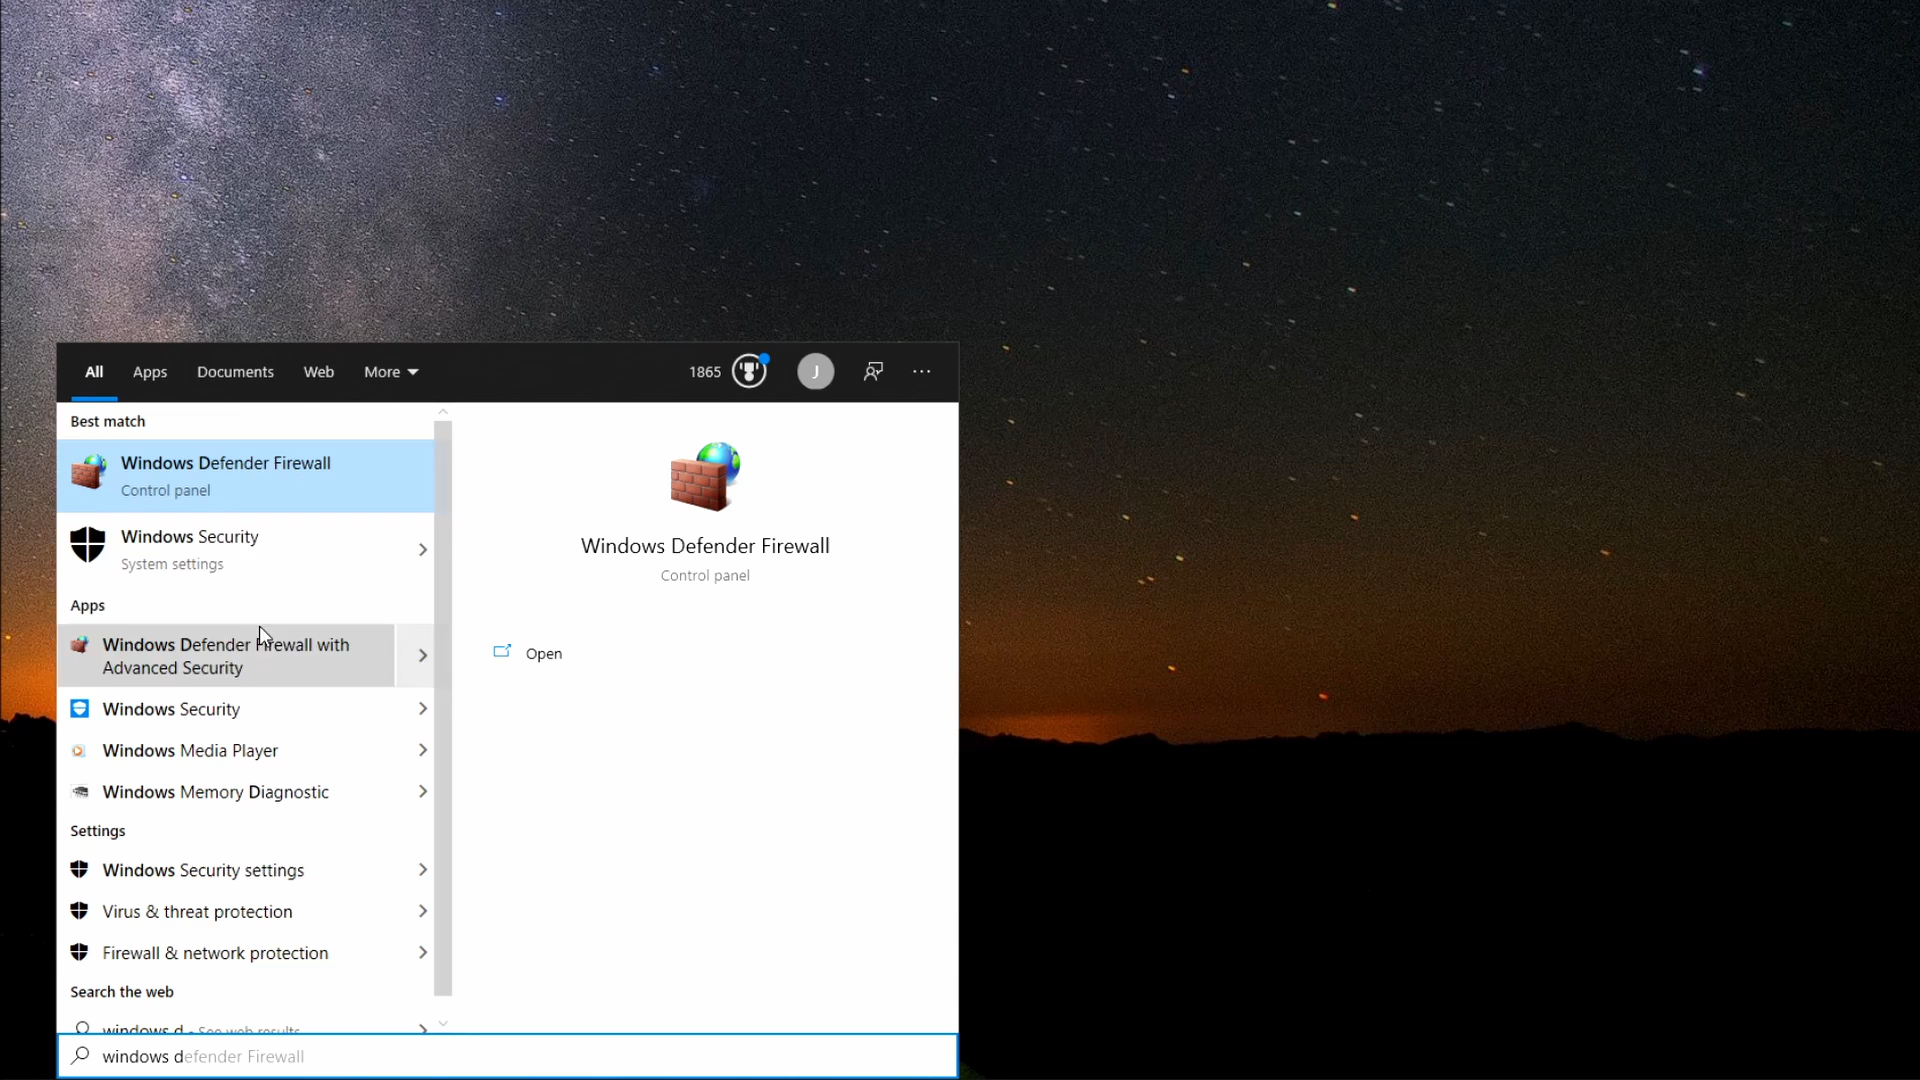 All Apps Documents Web More 1865 J ...
Best match
Windows Defender Firewall
Control panel
Windows Security
System settings
Apps
Windows Defender Firewall with
Advanced Security
Windows Security
Windows Media Player
Windows Memory Diagnostic
Settings
Windows Security settings
Virus & threat protection
Firewall & network protection
Search the web
windows d - See web results
windows defender Firewall
Windows Defender Firewall
Control panel
Open